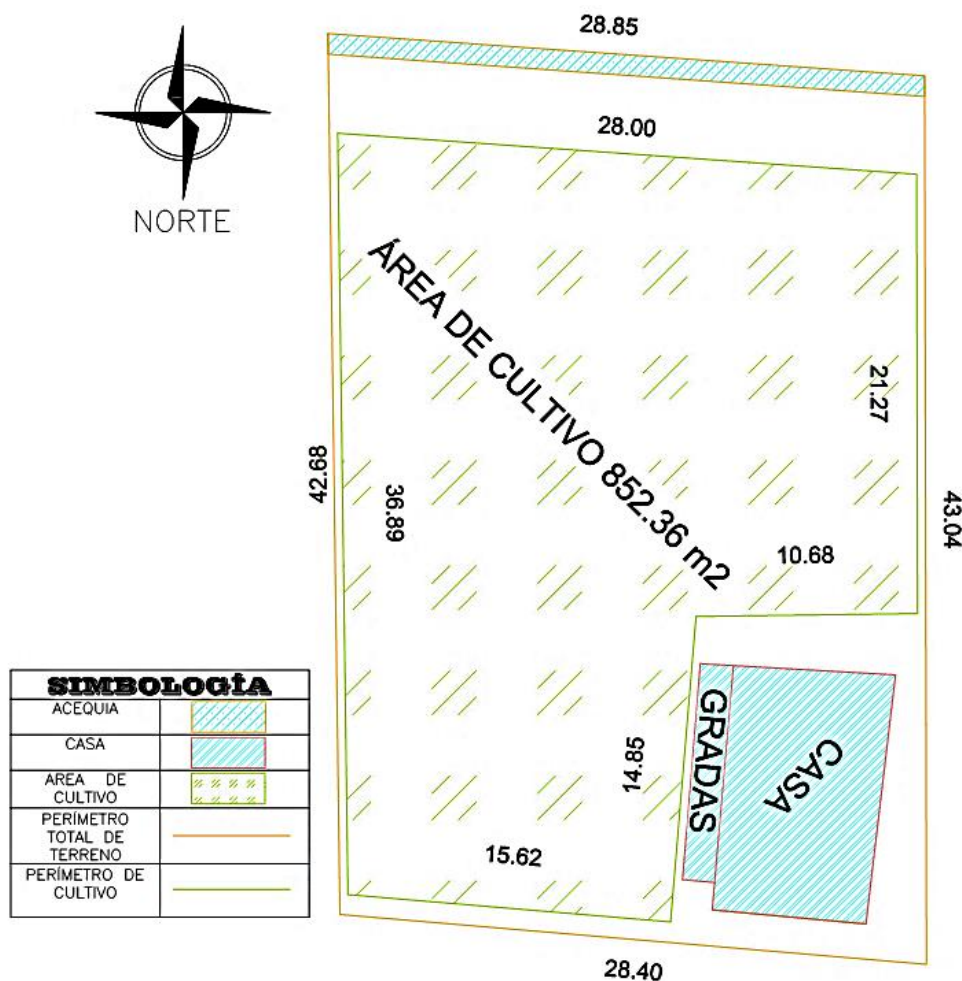 28.85
NORTE
28.00
ÁREA DE CULTIVO 852.36 m2
21.27
42.68
36.89
43.04
10.68
SIMBOLOGÍA
ACEQUIA
CASA
AREA DE
CULTIVO
PERÍMETRO
TOTAL DE
TERRENO
PERÍMETRO DE
CULTIVO
GRADAS
CASA
14.85
15.62
28.40